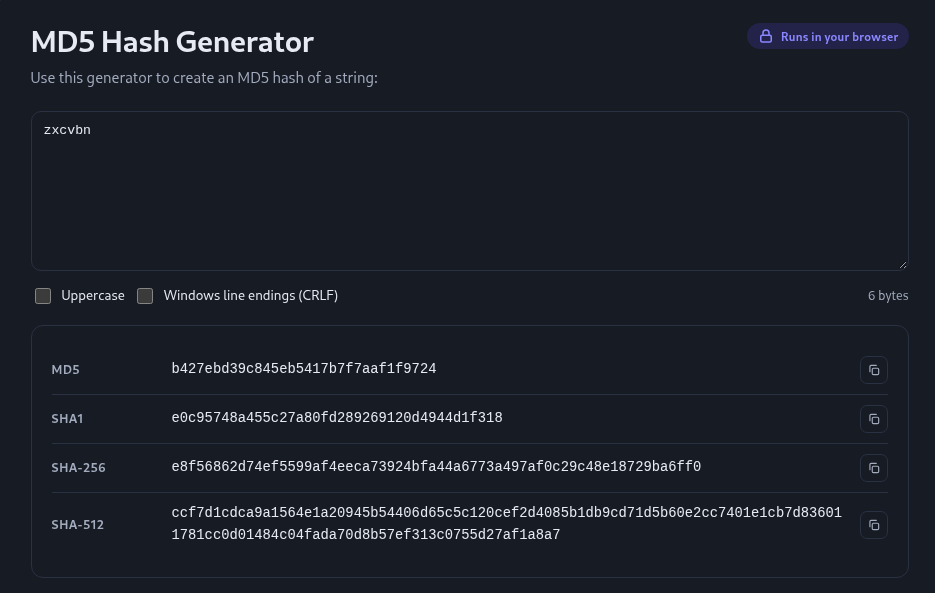 MD5 Hash Generator
Runs in your browser
Use this generator to create an MD5 hash of a string:
zxcvbn
Uppercase
Windows line endings (CRLF)
6 bytes
MD5
b427ebd39c845eb5417b7f7aaf1f9724
SHA1
e0c95748a455c27a80fd289269120d4944d1f318
SHA-256
e8f56862d74ef5599af4eeca73924bfa44a6773a497af0c29c48e18729ba6ff0
SHA-512
ccf7d1cdca9a1564e1a20945b54406d65c5c120cef2d4085b1db9cd71d5b60e2cc7401e1cb7d83601
1781cc0d01484c04fada70d8b57ef313c0755d27af1a8a7